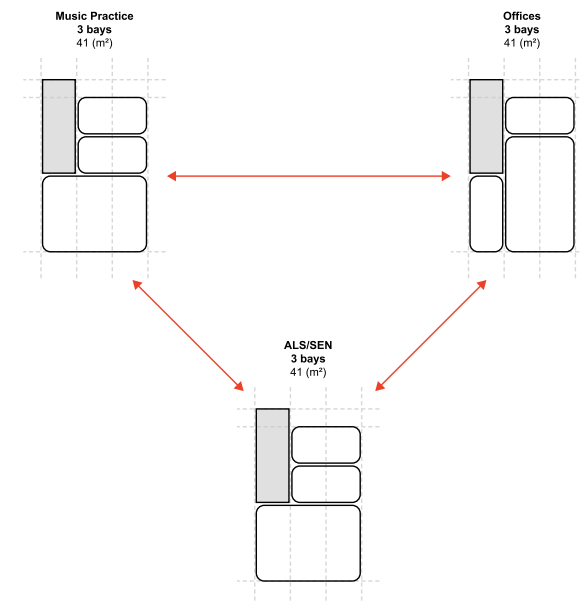 Music Practice
3 bays
41 (m²)
Offices
3 bays
41 (m²)
ALS/SEN
3 bays
41 (m²)